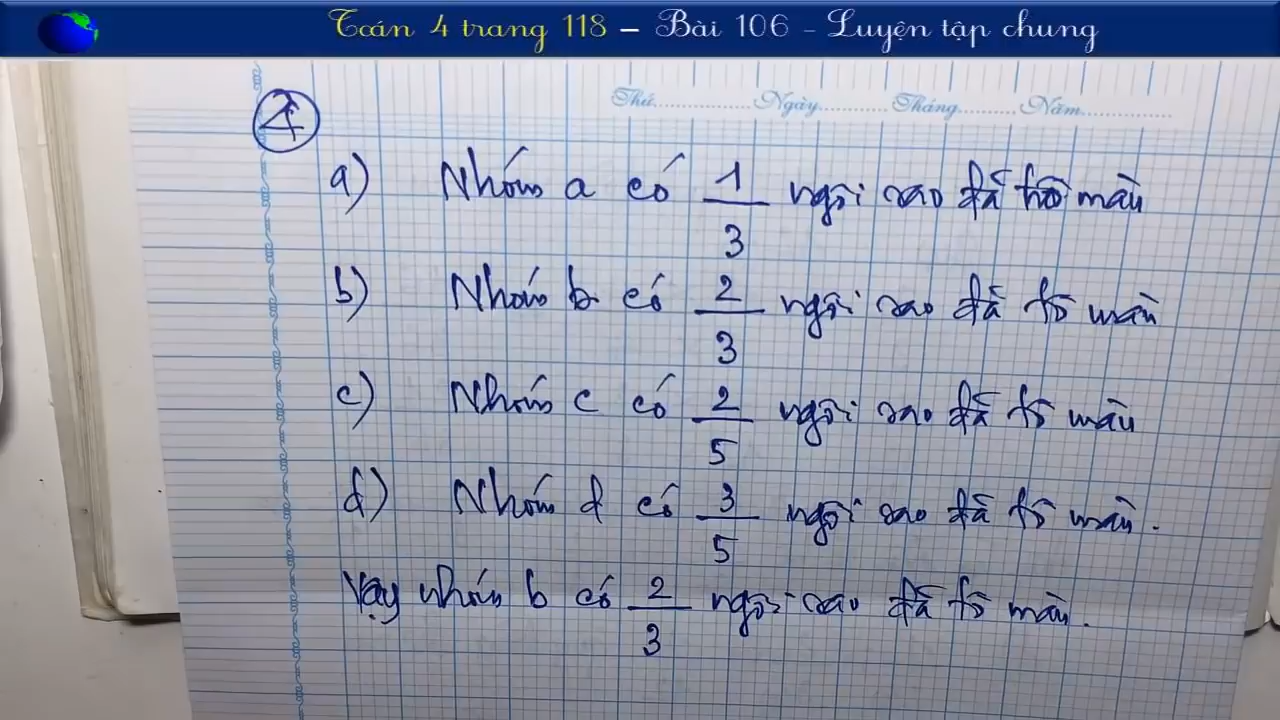 Toán 4 trang 118 – Bài 106 - Luyện tập chung
Thứ..............Ngày............Tháng..........Năm...............
4
a) Nhóm a có 1/3 ngôi sao đã tô màu
b) Nhóm b có 2/3 ngôi sao đã tô màu
c) Nhóm c có 2/5 ngôi sao đã tô màu
d) Nhóm d có 3/5 ngôi sao đã tô màu.
Vậy nhóm b có 2/3 ngôi sao đã tô màu.